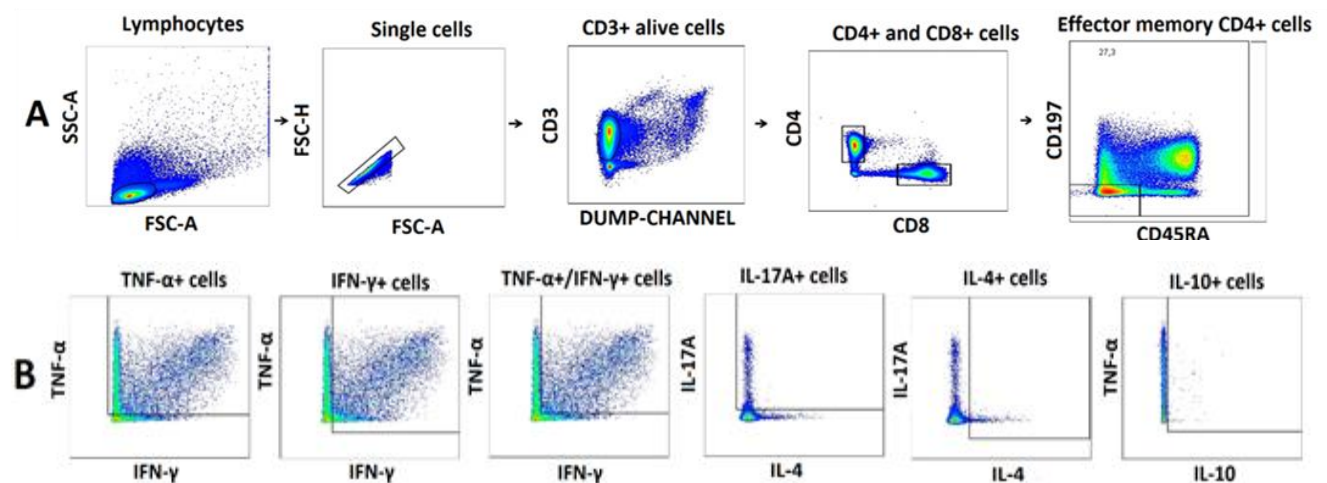 Lymphocytes
Single cells
CD3+ alive cells
CD4+ and CD8+ cells
Effector memory CD4+ cells
A
SSC-A
FSC-A
FSC-H
FSC-A
CD3
DUMP-CHANNEL
CD4
CD8
27,3
CD197
CD45RA
TNF-α+ cells
IFN-γ+ cells
TNF-α+/IFN-γ+ cells
IL-17A+ cells
IL-4+ cells
IL-10+ cells
B
TNF-α
IFN-γ
TNF-α
IFN-γ
TNF-α
IFN-γ
IL-17A
IL-4
IL-17A
IL-4
TNF-α
IL-10